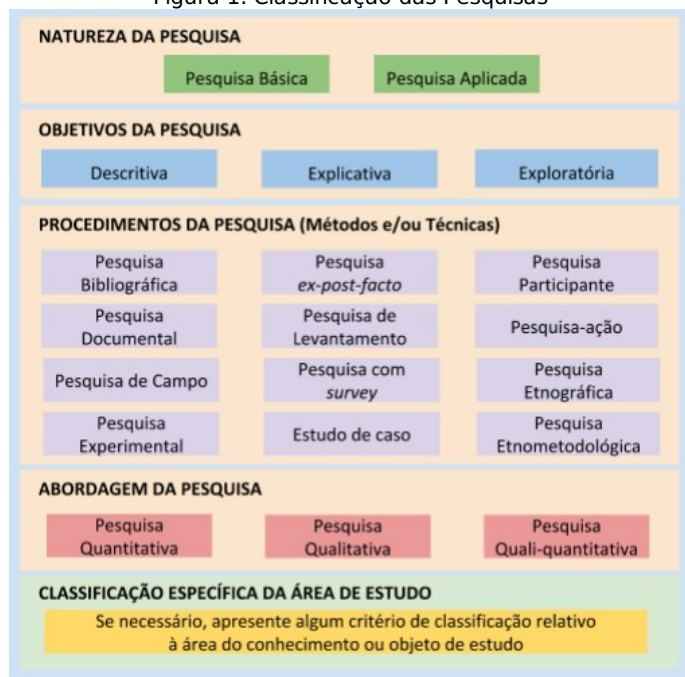 Figura 1: Classificação das Pesquisas
NATUREZA DA PESQUISA
Pesquisa Básica
Pesquisa Aplicada
OBJETIVOS DA PESQUISA
Descritiva
Explicativa
Exploratória
PROCEDIMENTOS DA PESQUISA (Métodos e/ou Técnicas)
Pesquisa
Bibliográfica
Pesquisa
ex-post-facto
Pesquisa
Participante
Pesquisa
Documental
Pesquisa de
Levantamento
Pesquisa-ação
Pesquisa de Campo
Pesquisa com
survey
Pesquisa
Etnográfica
Pesquisa
Experimental
Estudo de caso
Pesquisa
Etnometodológica
ABORDAGEM DA PESQUISA
Pesquisa
Quantitativa
Pesquisa
Qualitativa
Pesquisa
Quali-quantitativa
CLASSIFICAÇÃO ESPECÍFICA DA ÁREA DE ESTUDO
Se necessário, apresente algum critério de classificação relativo
à área do conhecimento ou objeto de estudo